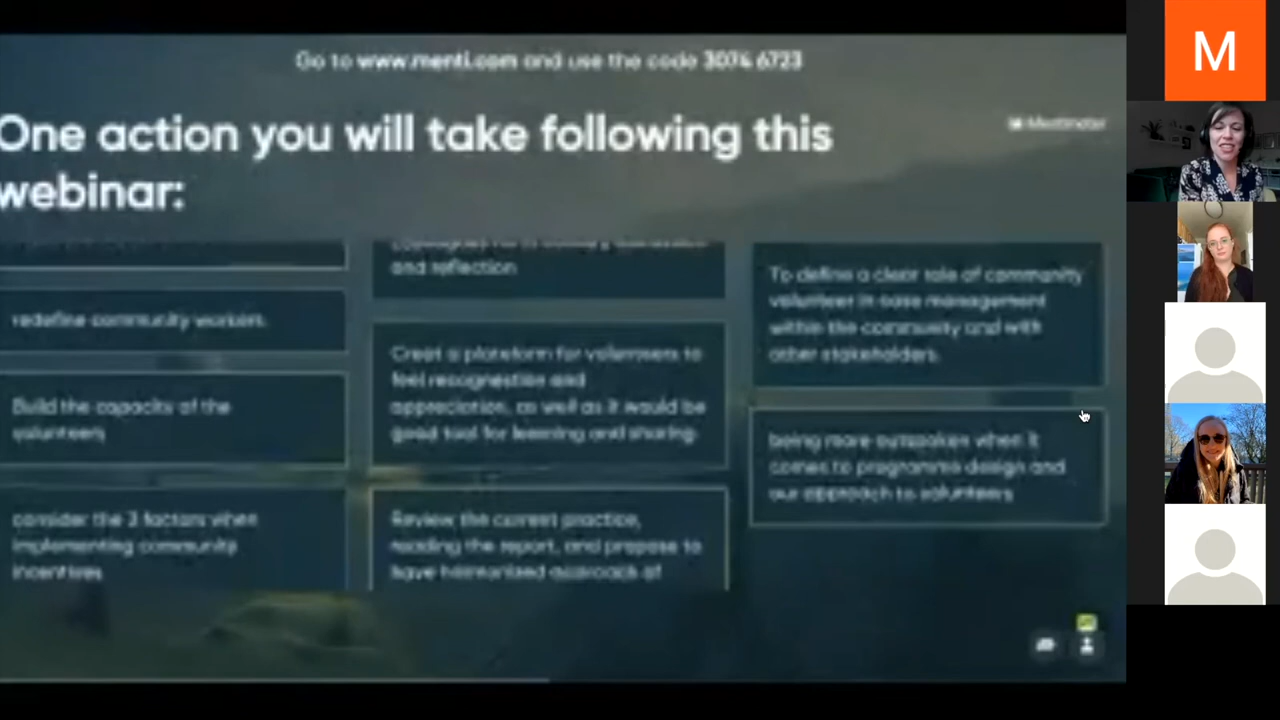 Go to www.menti.com and use the code 3074 6723
One action you will take following this
webinar:
Mentimeter
redefine community workers.
Build the capacity of the
volunteers
consider the 3 factors when
implementing community
incentives
and reflection
Creat a plateform for volenteers to
feel recognestion and
appreciation, as well as it would be
good tool for learning and sharing
Review the current practice,
reading the report, and propose to
have harmonised approach of
To define a clear role of community
volunteer in case management
within the community and with
other stakeholders.
being more outspoken when it
comes to programme design and
our approach to volunteers
M